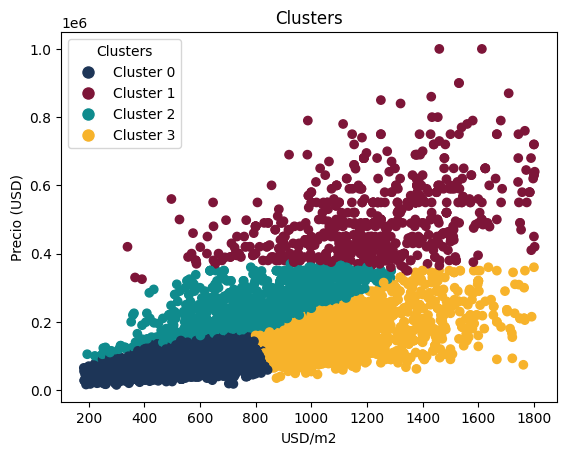 Clusters
1e6
Clusters
Cluster 0
Cluster 1
Cluster 2
Cluster 3
1.0
0.8
0.6
0.4
0.2
0.0
Precio (USD)
200 400 600 800 1000 1200 1400 1600 1800
USD/m2